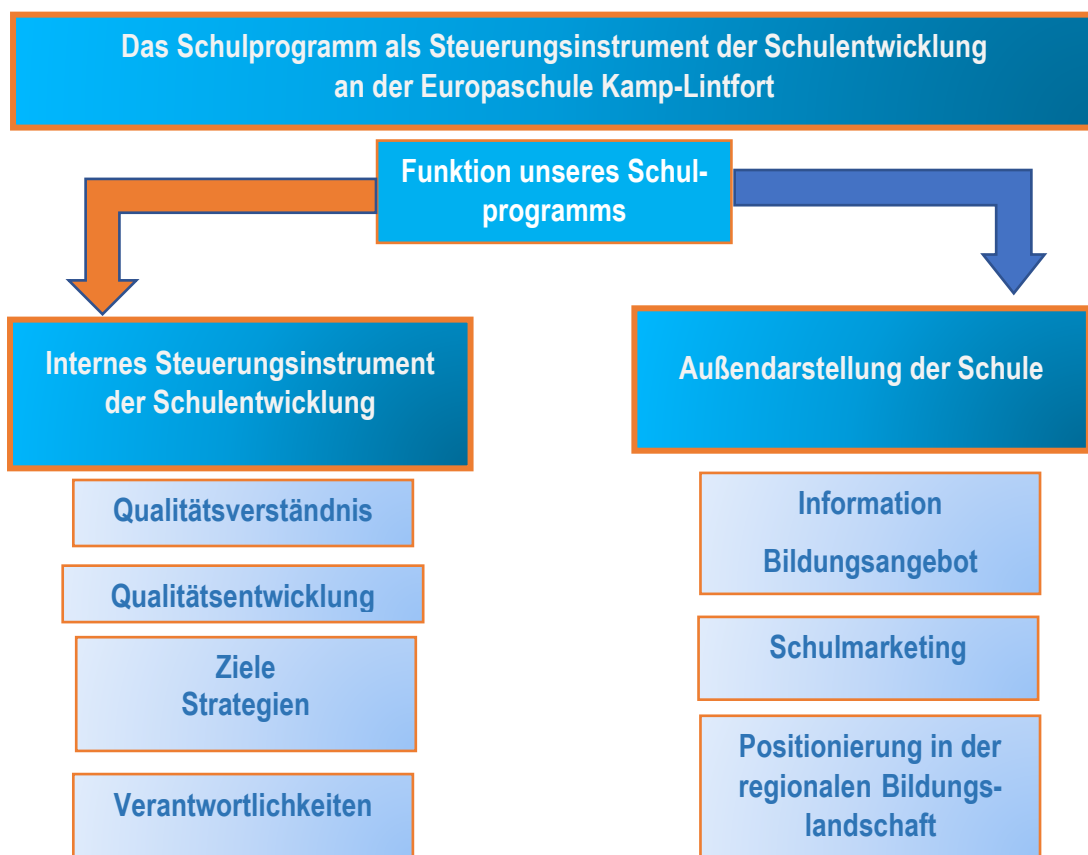 Das Schulprogramm als Steuerungsinstrument der Schulentwicklung
an der Europaschule Kamp-Lintfort
Funktion unseres Schul-
programms
Internes Steuerungsinstrument
der Schulentwicklung
Qualitätsverständnis
Qualitätsentwicklung
Ziele
Strategien
Verantwortlichkeiten
Außendarstellung der Schule
Information
Bildungsangebot
Schulmarketing
Positionierung in der
regionalen Bildungs-
landschaft